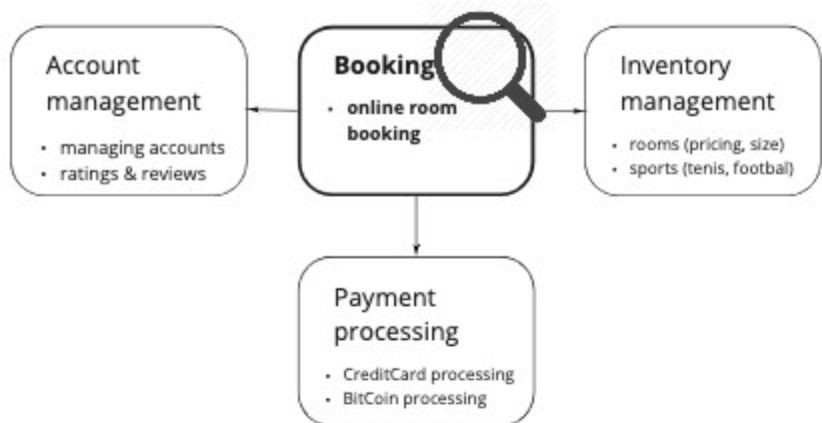 Account
management
• managing accounts
• ratings & reviews
Booking
• online room
booking
Inventory
management
• rooms (pricing, size)
• sports (tenis, footbal)
Payment
processing
• CreditCard processing
• BitCoin processing